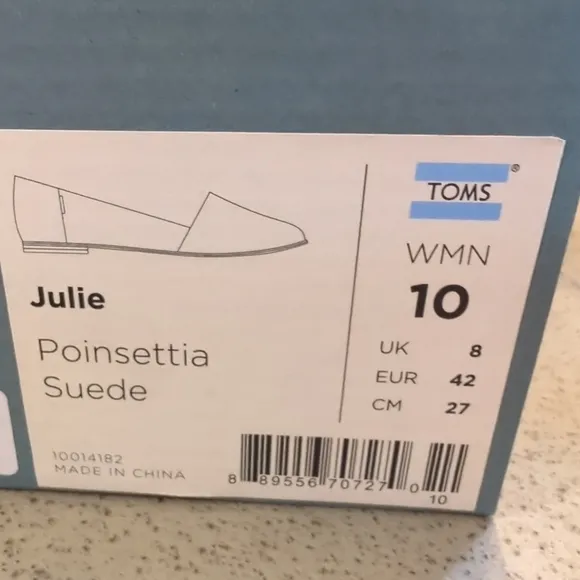 TOMS®
WMN
10
UK 8
EUR 42
CM 27
Julie
Poinsettia
Suede
10014182
MADE IN CHINA
8 89556 70727 0
10